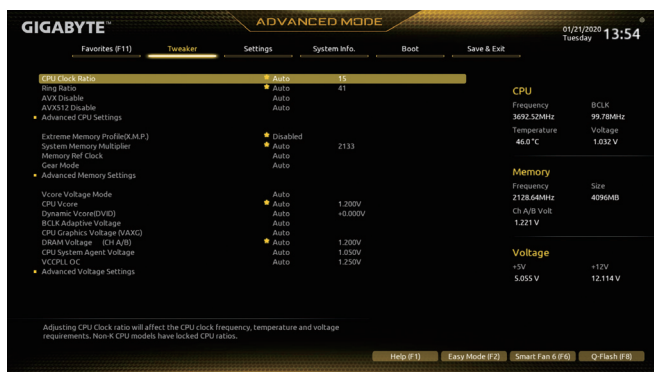 GIGABYTE™
ADVANCED MODE
01/21/2020 Tuesday 13:54
Favorites (F11) Tweaker Settings System Info. Boot Save & Exit
CPU Clock Ratio Auto 15
Ring Ratio Auto 41
AVX Disable Auto
AVX512 Disable Auto
Advanced CPU Settings
Extreme Memory Profile(X.M.P.) Disabled
System Memory Multiplier Auto 2133
Memory Ref Clock Auto
Gear Mode Auto
Advanced Memory Settings
Vcore Voltage Mode Auto
CPU Vcore Auto 1.200V
Dynamic Vcore(DVID) Auto +0.000V
BCLK Adaptive Voltage Auto
CPU Graphics Voltage (VAXG) Auto
DRAM Voltage (CH A/B) Auto 1.200V
CPU System Agent Voltage Auto 1.050V
VCCPLL OC Auto 1.250V
Advanced Voltage Settings
CPU
Frequency BCLK
3692.52MHz 99.78MHz
Temperature Voltage
46.0 °C 1.032 V
Memory
Frequency Size
2128.64MHz 4096MB
Ch A/B Volt
1.221 V
Voltage
+5V +12V
5.055 V 12.114 V
Adjusting CPU Clock ratio will affect the CPU clock frequency, temperature and voltage
requirements. Non-K CPU models have locked CPU ratios.
Help (F1) Easy Mode (F2) Smart Fan 6 (F6) Q-Flash (F8)